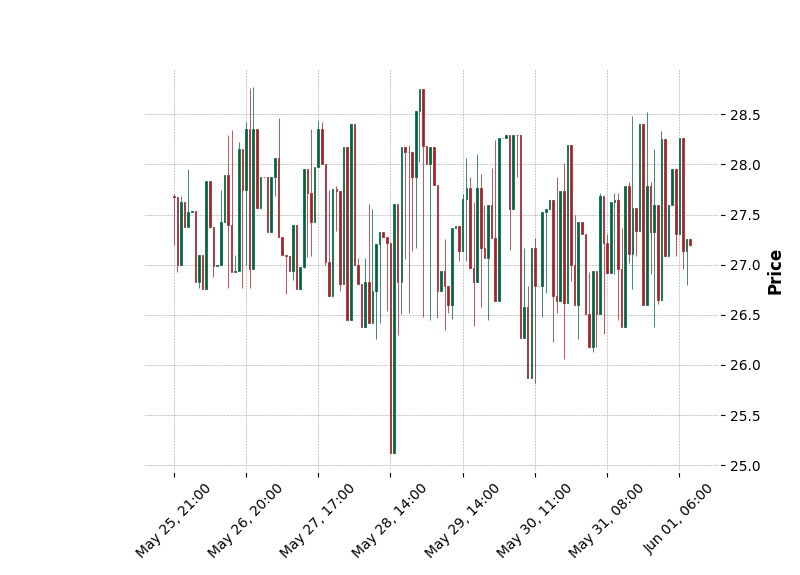 28.5
28.0
27.5
27.0
26.5
26.0
25.5
25.0
Price
May 25, 21:00
May 26, 20:00
May 27, 17:00
May 28, 14:00
May 29, 14:00
May 30, 11:00
May 31, 08:00
Jun 01, 06:00